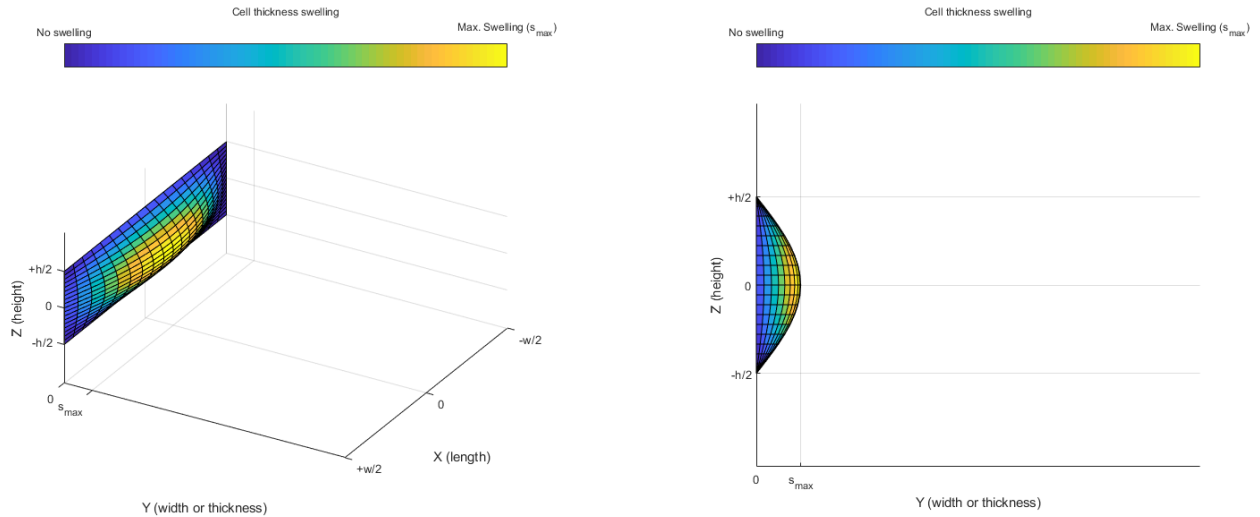 Cell thickness swelling
No swelling
Max. Swelling (s_max)
+h/2
0
-h/2
Z (height)
0
s_max
-w/2
0
+w/2
X (length)
Y (width or thickness)
Cell thickness swelling
No swelling
Max. Swelling (s_max)
+h/2
0
-h/2
Z (height)
0
s_max
Y (width or thickness)